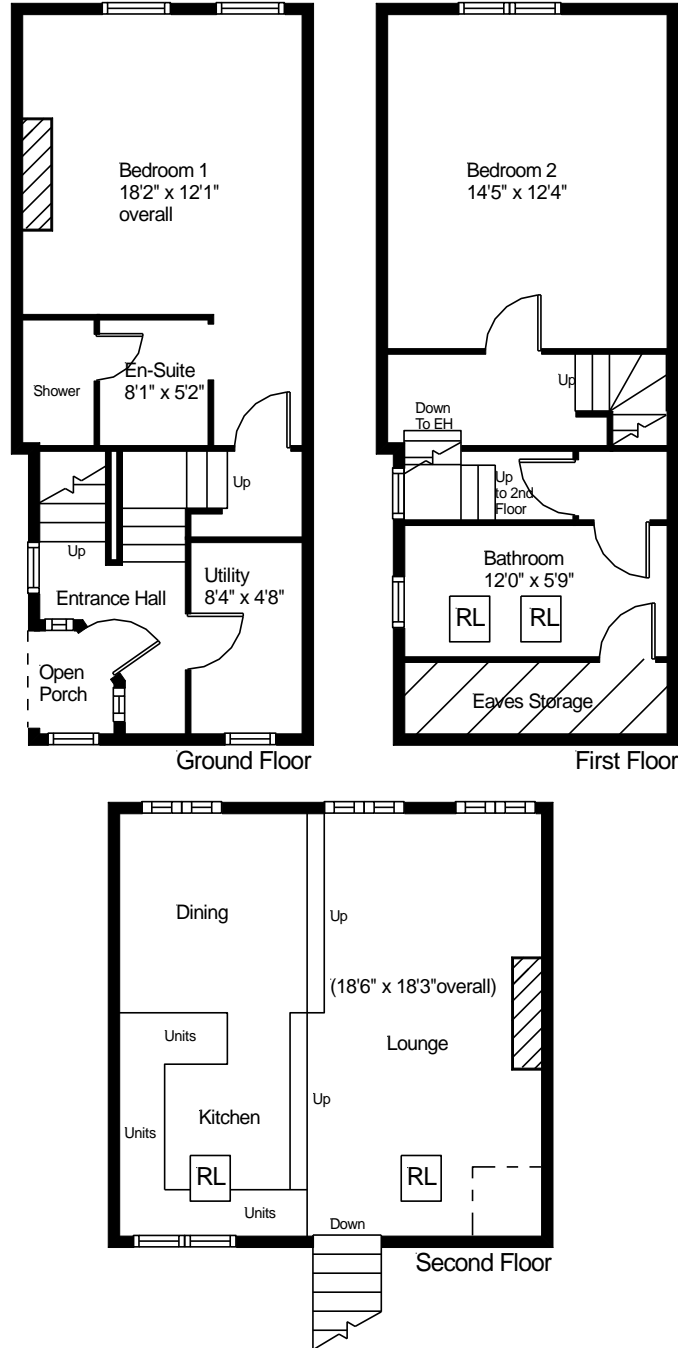 Bedroom 1
18'2" x 12'1"
overall
En-Suite
8'1" x 5'2"
Shower
Up
Up
Utility
8'4" x 4'8"
Entrance Hall
Open
Porch
Ground Floor
Bedroom 2
14'5" x 12'4"
Up
Down
To EH
Up
to 2nd
Floor
Bathroom
12'0" x 5'9"
RL
RL
Eaves Storage
First Floor
Dining
Up
(18'6" x 18'3"overall)
Units
Lounge
Up
Kitchen
Units
RL
RL
Units
Down
Second Floor